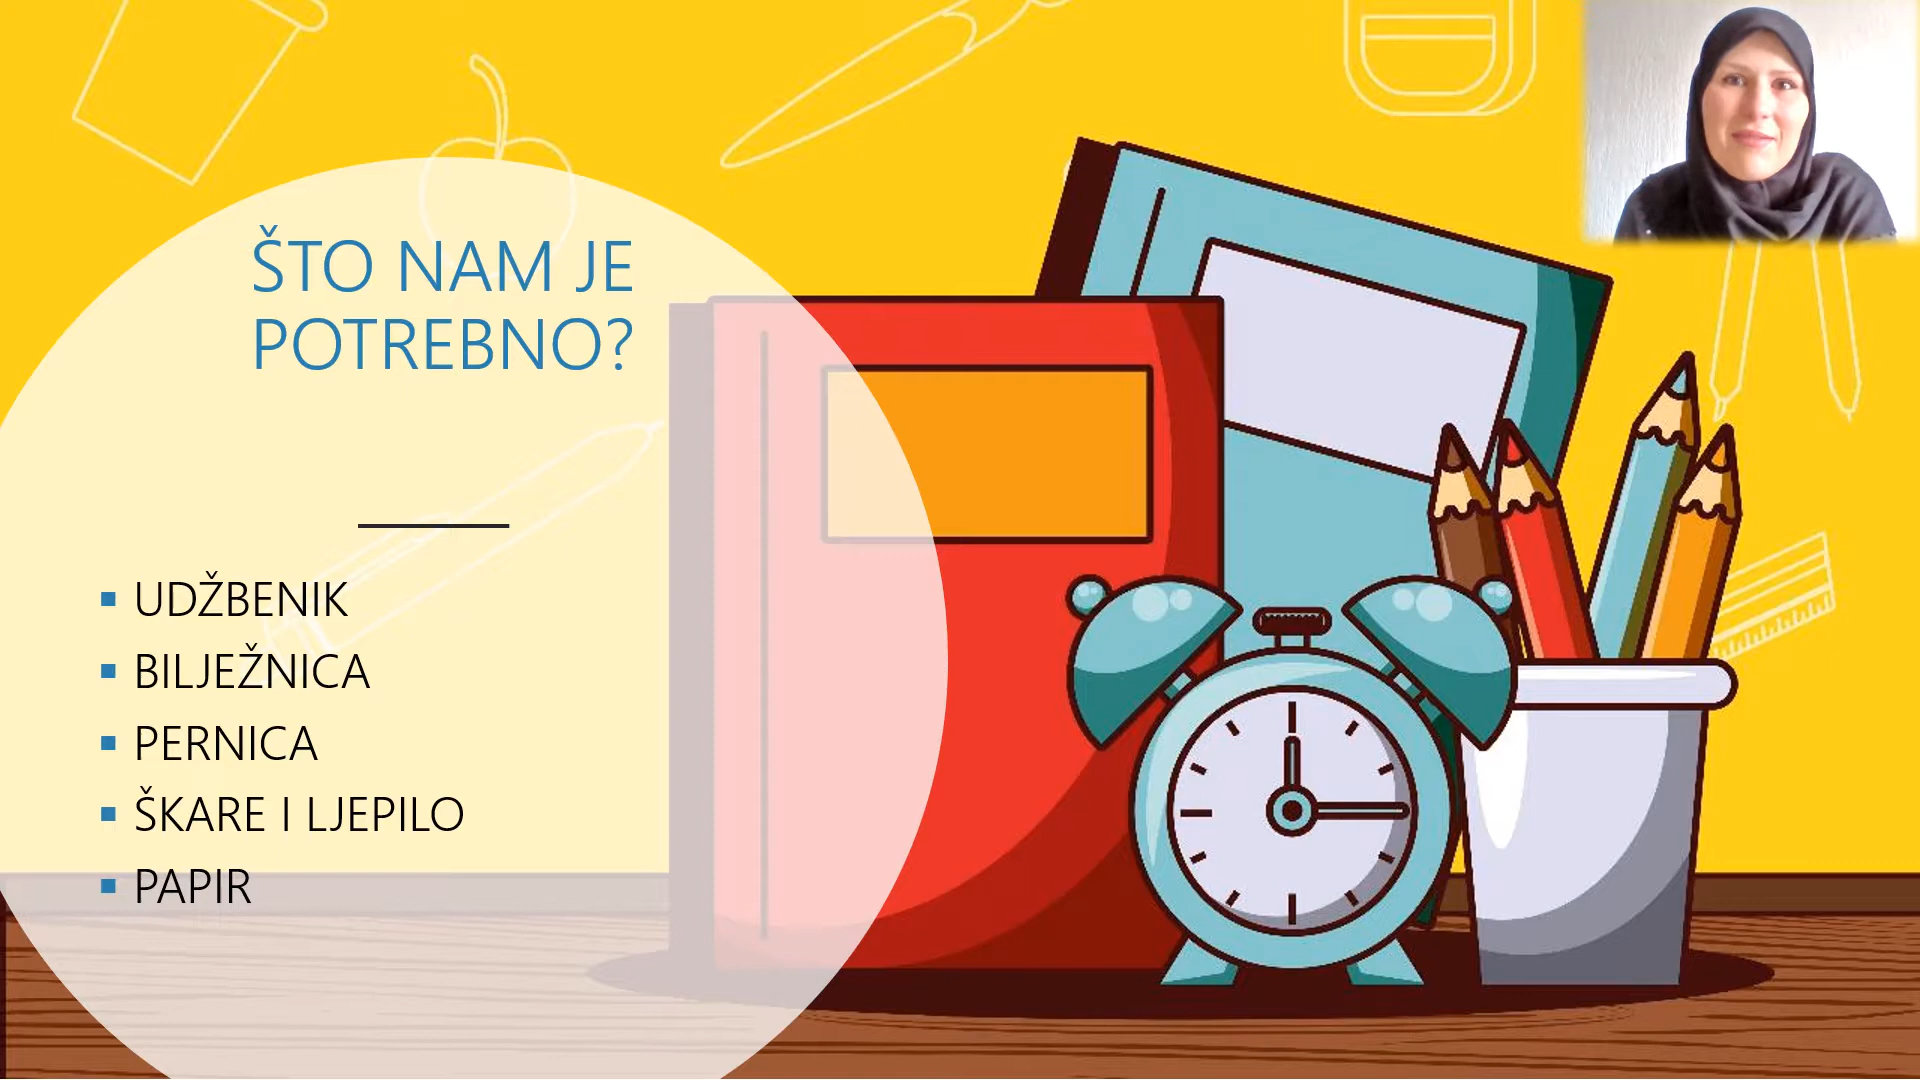 ŠTO NAM JE
POTREBNO?
UDŽBENIK
BILJEŽNICA
PERNICA
ŠKARE I LJEPILO
PAPIR